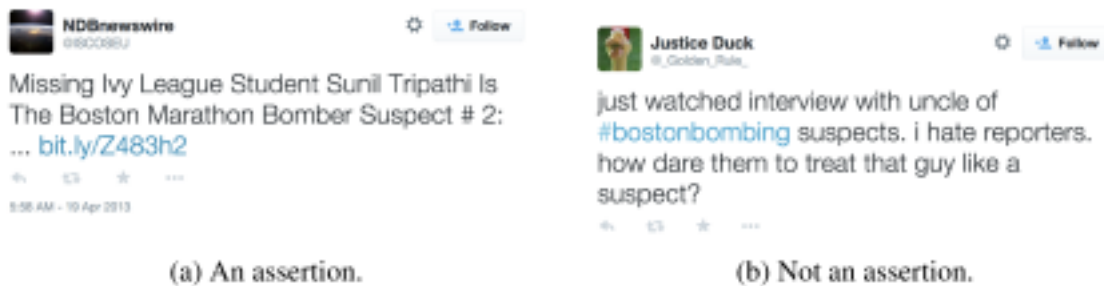 NDBnewswire
Follow
Missing Ivy League Student Sunil Tripathi Is
The Boston Marathon Bomber Suspect # 2:
... bit.ly/Z483h2
5:58 AM - 19 Apr 2013
(a) An assertion.
Justice Duck
@_Golden_Rule_
Follow
just watched interview with uncle of
#bostonbombing suspects. i hate reporters.
how dare them to treat that guy like a
suspect?
(b) Not an assertion.